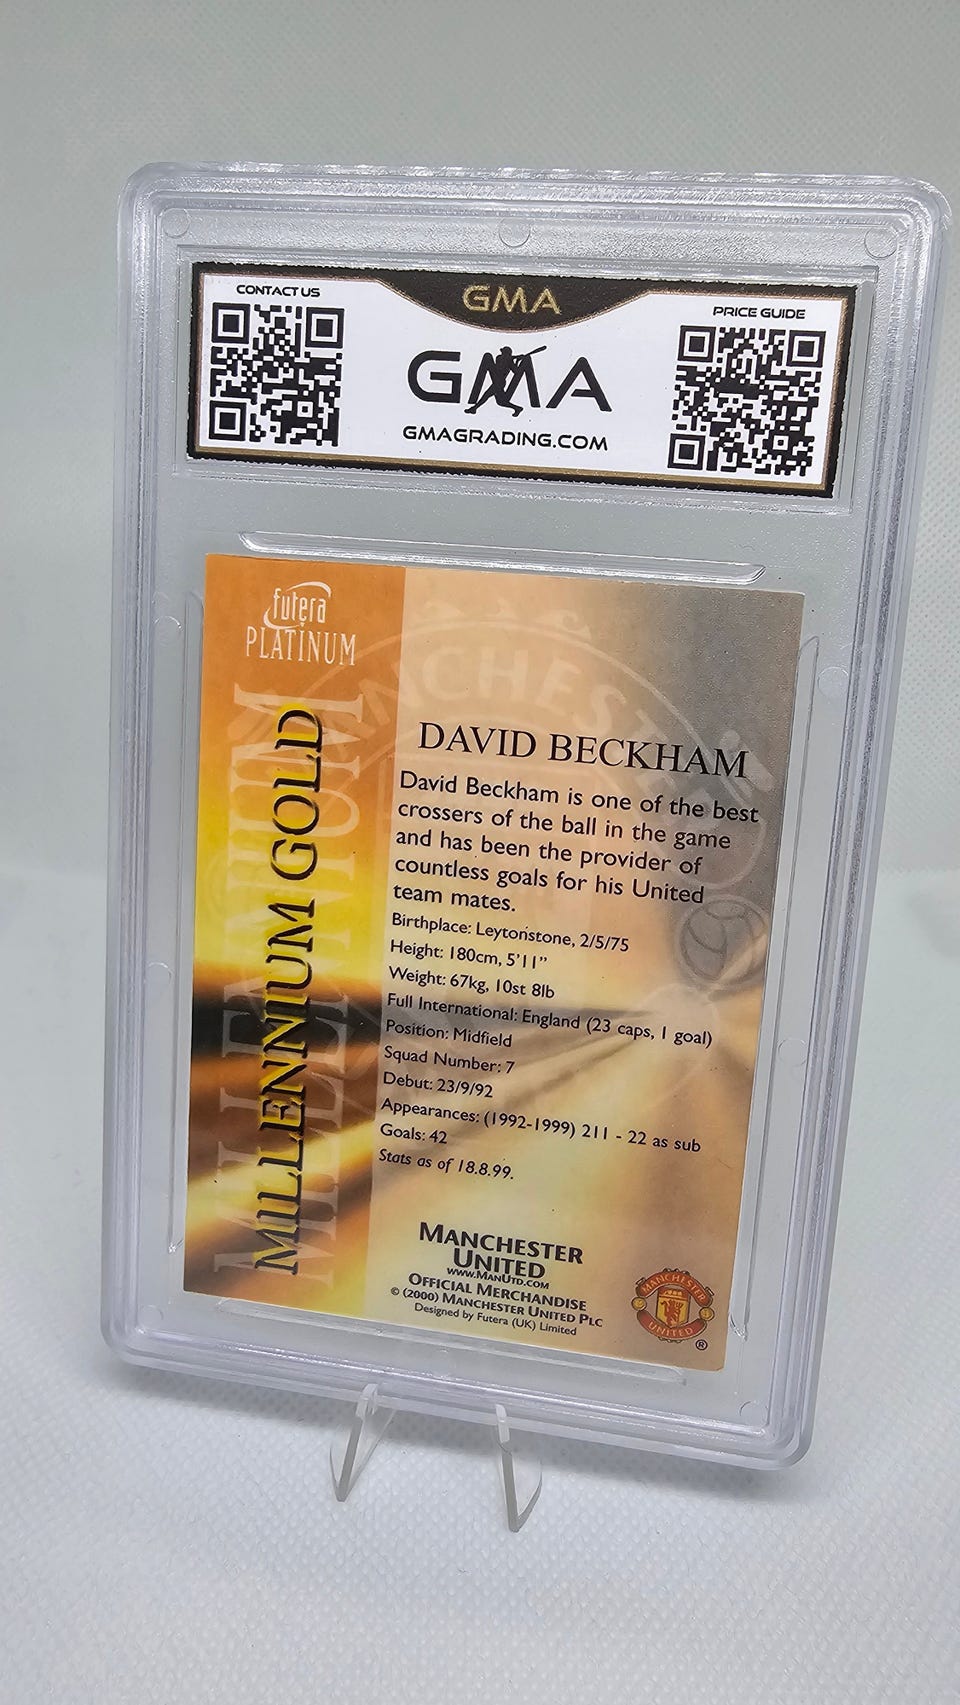 CONTACT US
GMA
PRICE GUIDE
GMA
GMAGRADING.COM
futera
PLATINUM
MILLENNIUM
MILLENNIUM GOLD
MANCHESTER
DAVID BECKHAM
David Beckham is one of the best
crossers of the ball in the game
and has been the provider of
countless goals for his United
team mates.
Birthplace: Leytonstone, 2/5/75
Height: 180cm, 5'11"
Weight: 67kg, 10st 8lb
Full International: England (23 caps, 1 goal)
Position: Midfield
Squad Number: 7
Debut: 23/9/92
Appearances: (1992-1999) 211 - 22 as sub
Goals: 42
Stats as of 18.8.99.
MANCHESTER
UNITED
www.ManUtd.com
OFFICIAL MERCHANDISE
© (2000) MANCHESTER UNITED PLC
Designed by Futera (UK) Limited
MANCHESTER
UNITED
®